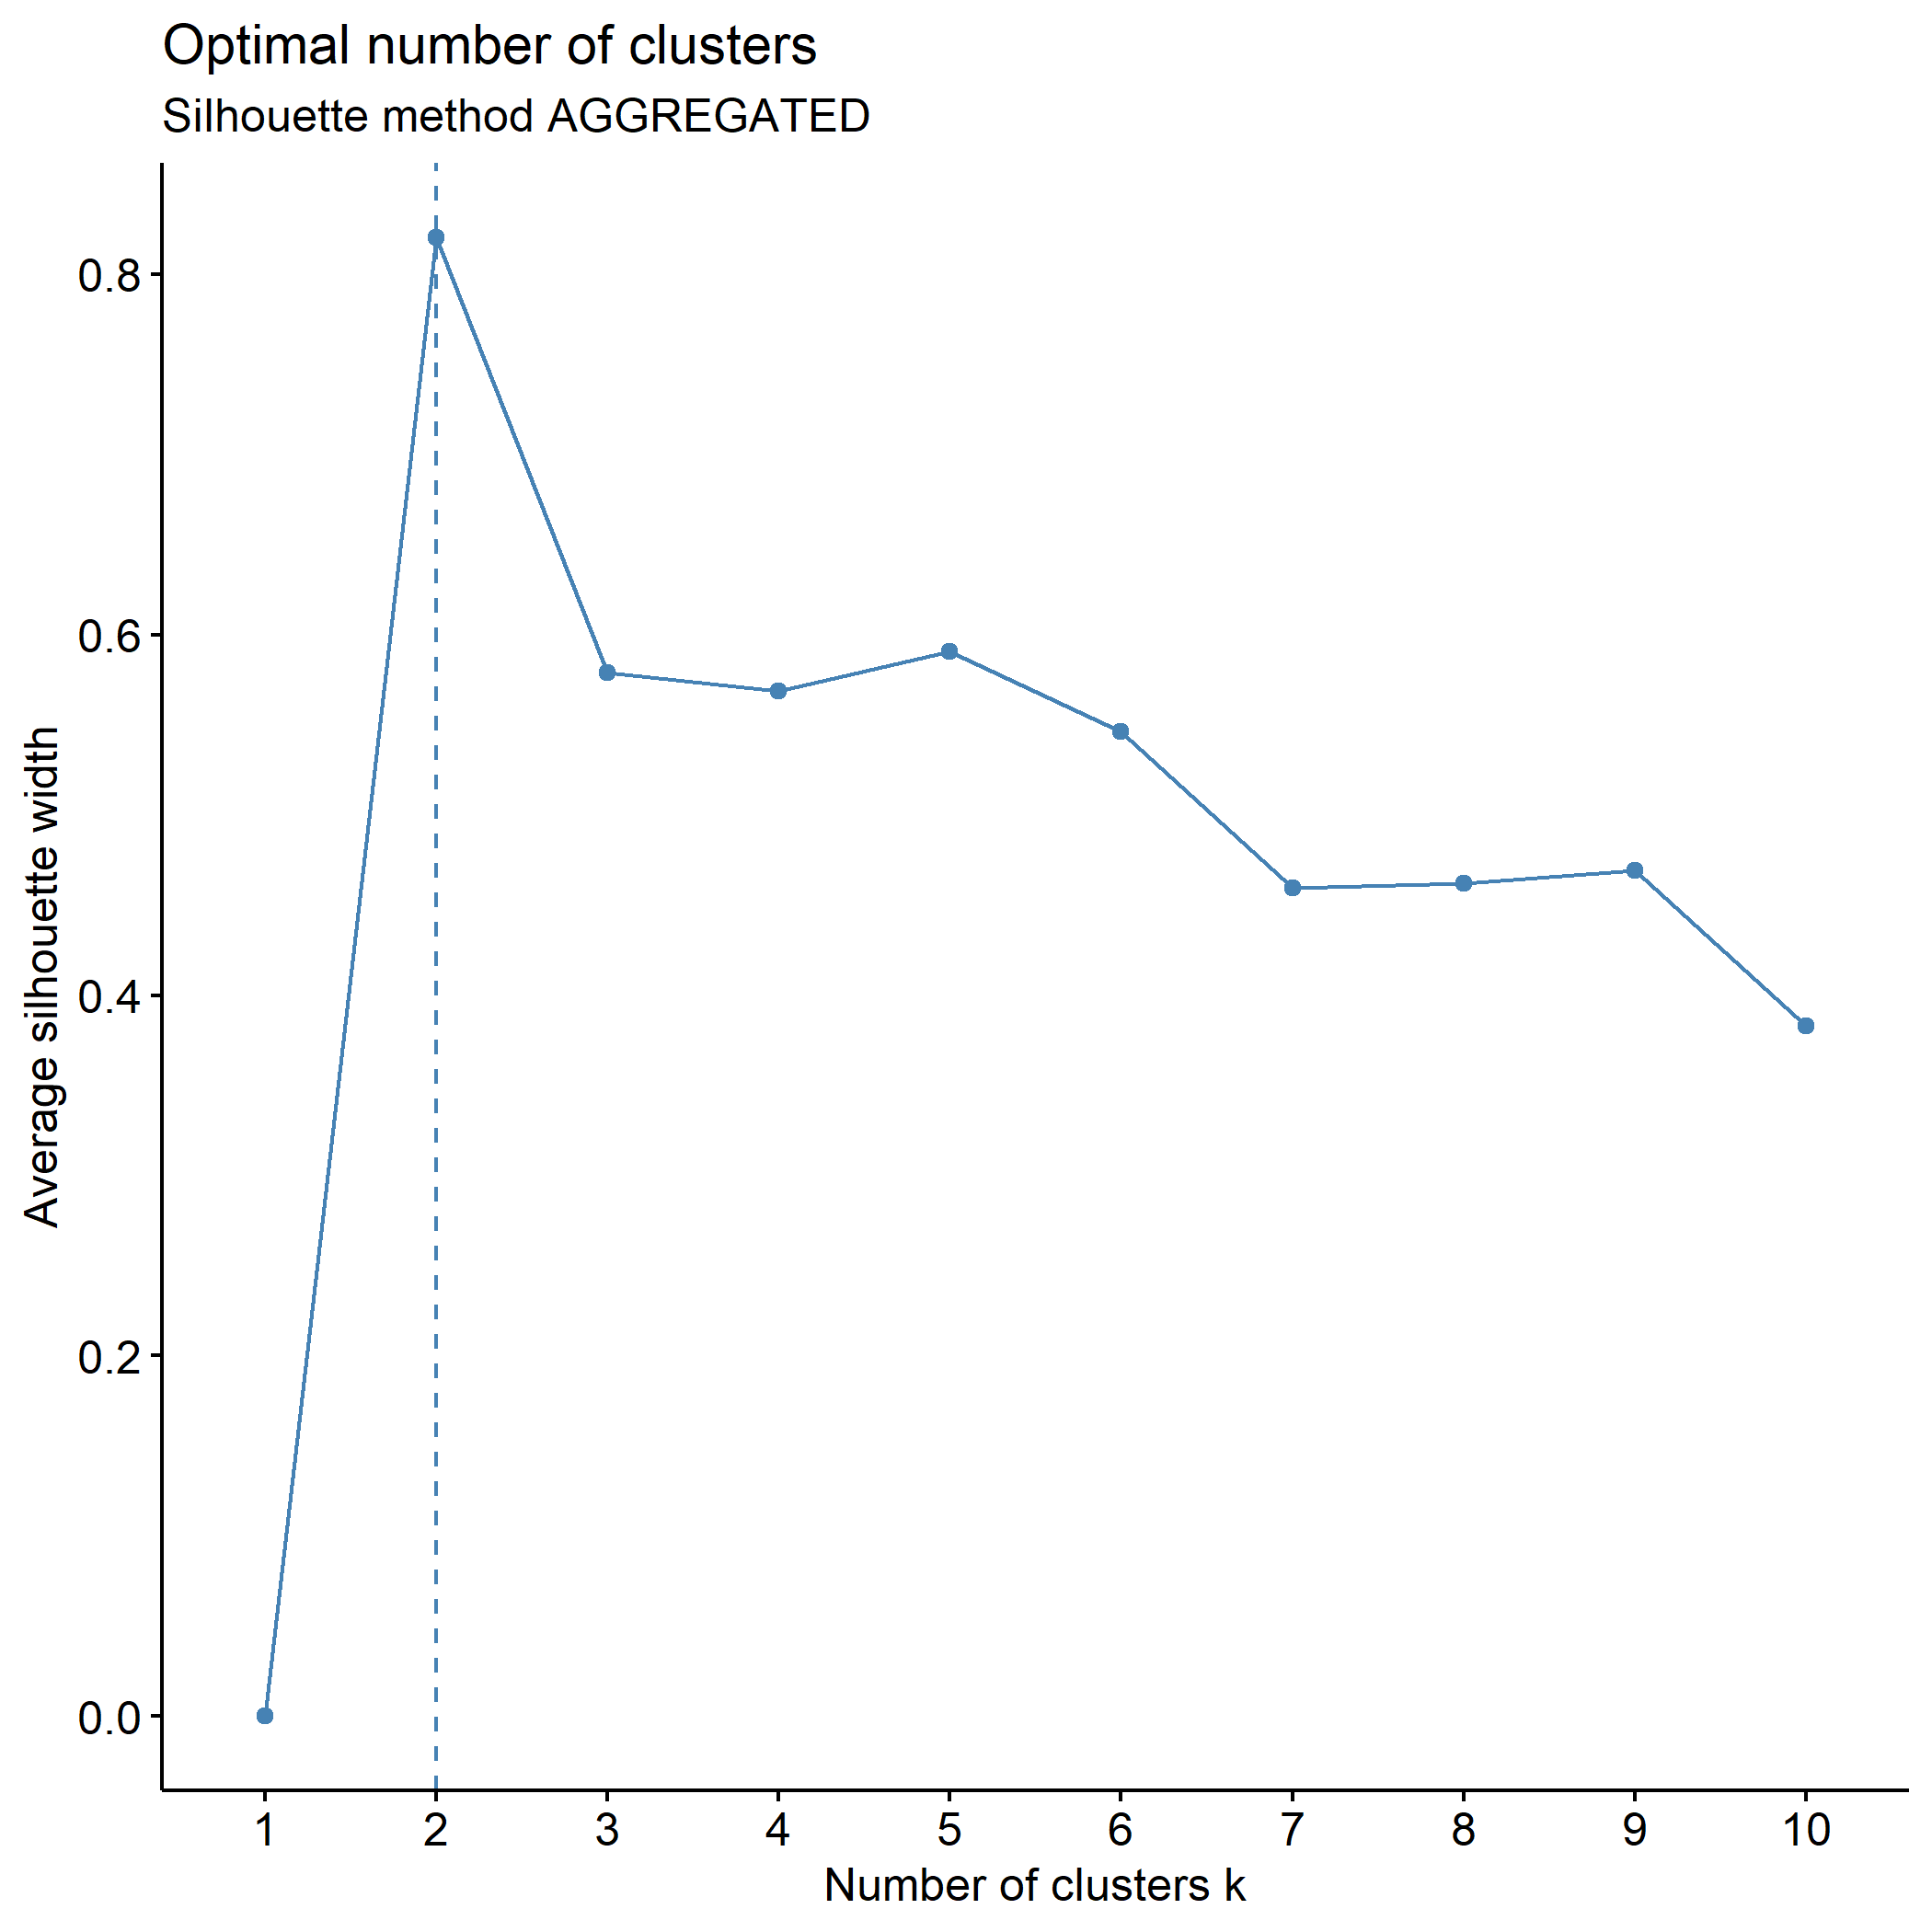 Optimal number of clusters
Silhouette method AGGREGATED
Average silhouette width
0.8
0.6
0.4
0.2
0.0
1 2 3 4 5 6 7 8 9 10
Number of clusters k